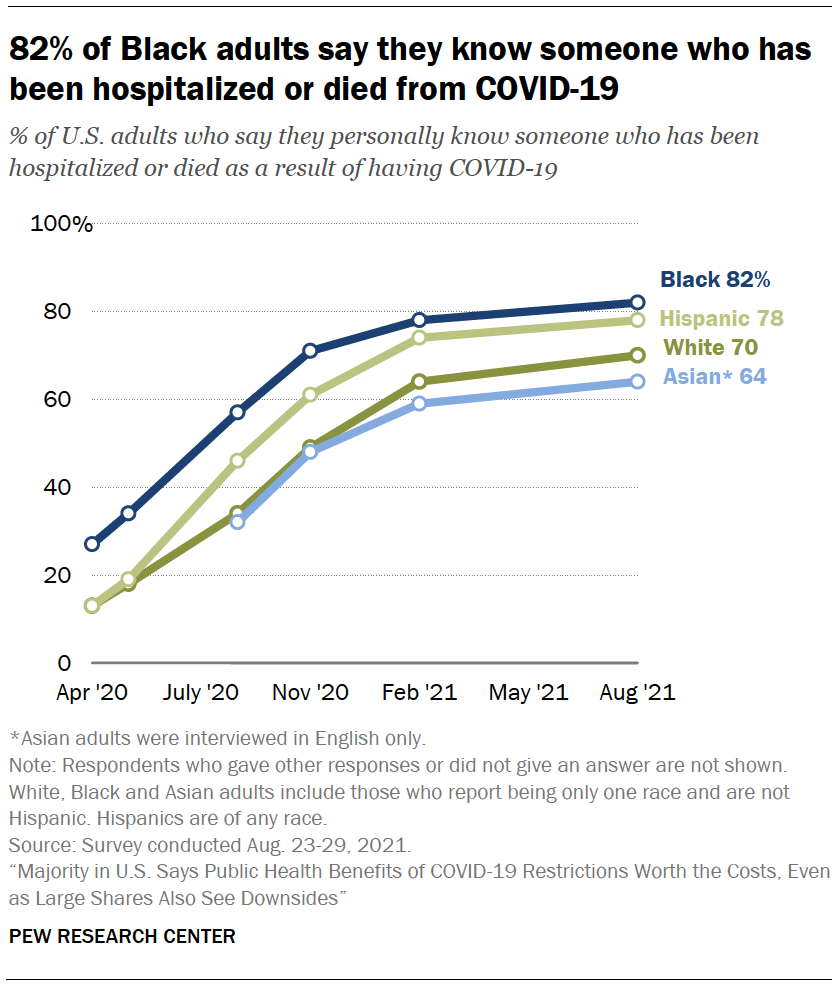 82% of Black adults say they know someone who has
been hospitalized or died from COVID-19
% of U.S. adults who say they personally know someone who has been
hospitalized or died as a result of having COVID-19
100%
80
60
40
20
0
Black 82%
Hispanic 78
White 70
Asian* 64
Apr '20 July '20 Nov '20 Feb '21 May '21 Aug '21
*Asian adults were interviewed in English only.
Note: Respondents who gave other responses or did not give an answer are not shown.
White, Black and Asian adults include those who report being only one race and are not
Hispanic. Hispanics are of any race.
Source: Survey conducted Aug. 23-29, 2021.
“Majority in U.S. Says Public Health Benefits of COVID-19 Restrictions Worth the Costs, Even
as Large Shares Also See Downsides”
PEW RESEARCH CENTER